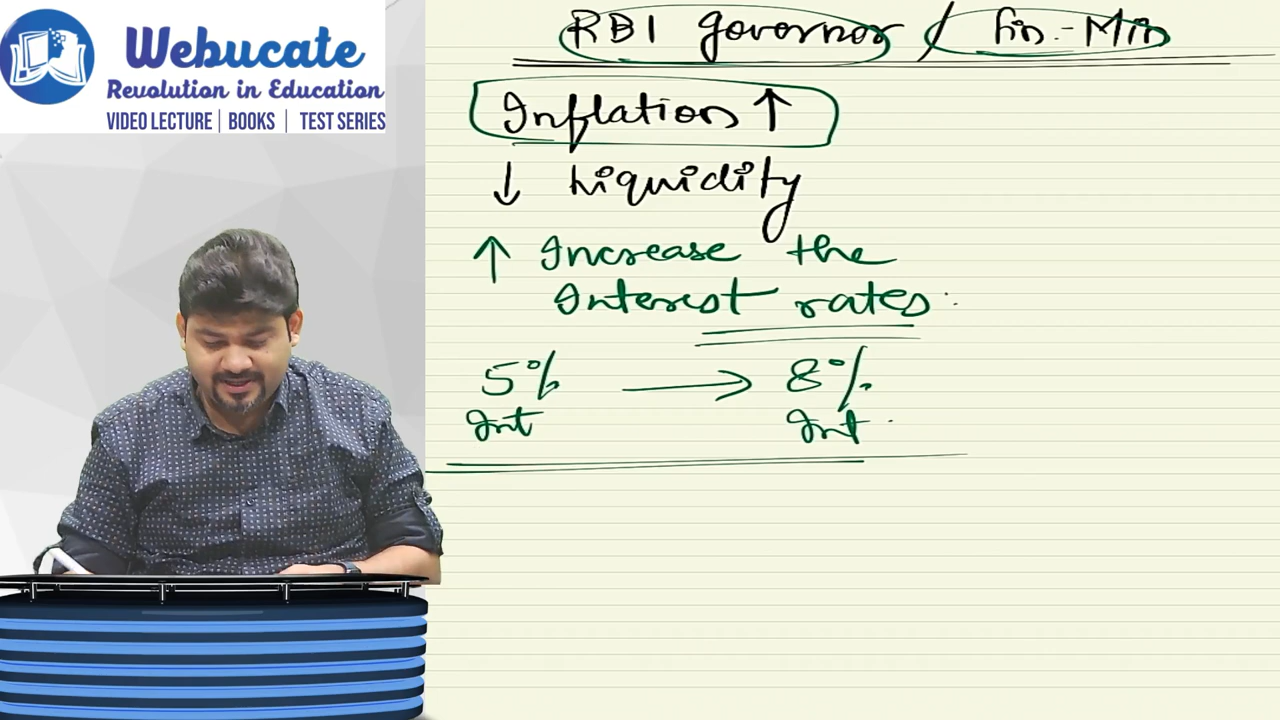 Webucate
Revolution in Education
VIDEO LECTURE | BOOKS | TEST SERIES
RBI governor / Fin.-Min
Inflation ↑
↓ Liquidity
↑ Increase the
Interest rates.
5% → 8%
Int Int.